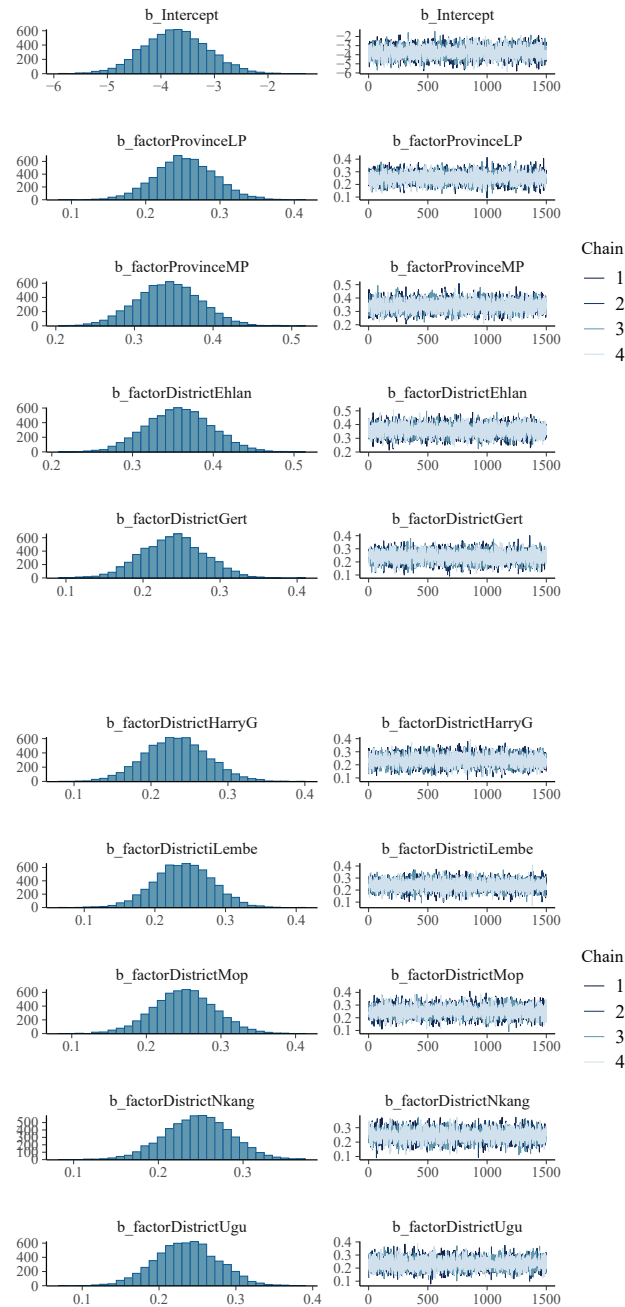 b_Intercept b_Intercept
600
400
200
0
−6 −5 −4 −3 −2
−2
−3
−4
−5
−6
0 500 1000 1500
b_factorProvinceLP b_factorProvinceLP
600
400
200
0
0.1 0.2 0.3 0.4
0.4
0.3
0.2
0.1
0 500 1000 1500
b_factorProvinceMP b_factorProvinceMP
600
400
200
0
0.2 0.3 0.4 0.5
0.5
0.4
0.3
0.2
0 500 1000 1500
Chain
1
2
3
4
b_factorDistrictEhlan b_factorDistrictEhlan
600
400
200
0
0.2 0.3 0.4 0.5
0.5
0.4
0.3
0.2
0 500 1000 1500
b_factorDistrictGert b_factorDistrictGert
600
400
200
0
0.1 0.2 0.3 0.4
0.4
0.3
0.2
0.1
0 500 1000 1500
b_factorDistrictHarryG b_factorDistrictHarryG
600
400
200
0
0.1 0.2 0.3 0.4
0.4
0.3
0.2
0.1
0 500 1000 1500
b_factorDistrictiLembe b_factorDistrictiLembe
600
400
200
0
0.1 0.2 0.3 0.4
0.4
0.3
0.2
0.1
0 500 1000 1500
b_factorDistrictMop b_factorDistrictMop
600
400
200
0
0.1 0.2 0.3 0.4
0.4
0.3
0.2
0.1
0 500 1000 1500
Chain
1
2
3
4
b_factorDistrictNkang b_factorDistrictNkang
500
400
300
200
100
0
0.1 0.2 0.3
0.3
0.2
0.1
0 500 1000 1500
b_factorDistrictUgu b_factorDistrictUgu
600
400
200
0
0.1 0.2 0.3 0.4
0.4
0.3
0.2
0.1
0 500 1000 1500